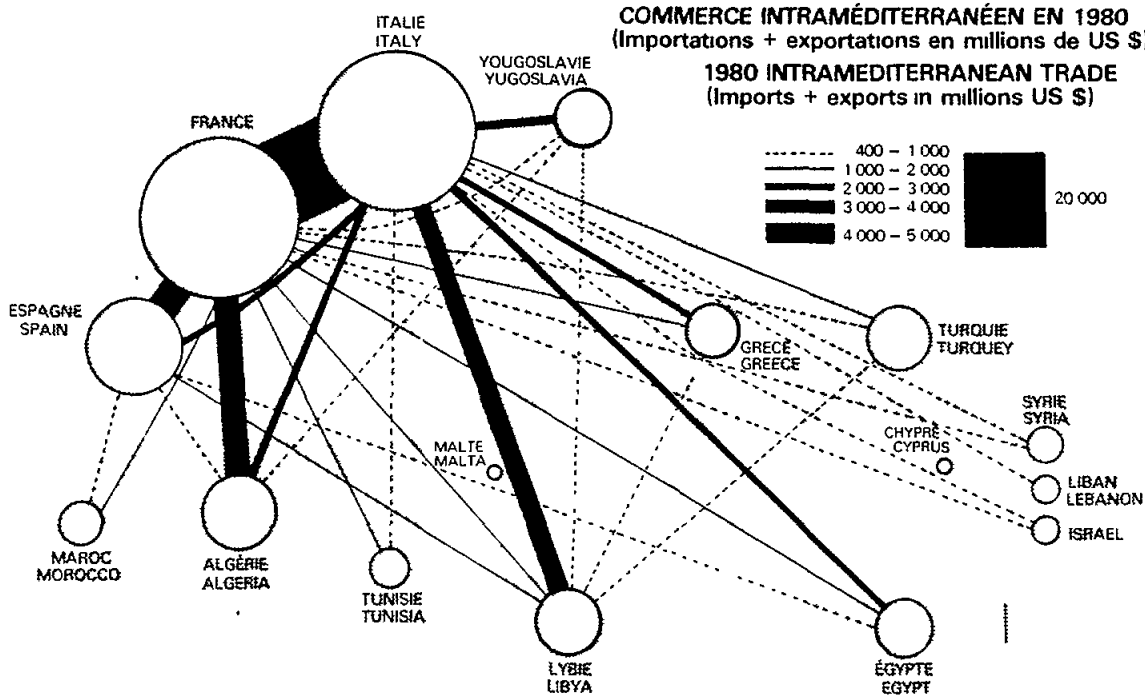 COMMERCE INTRAMÉDITERRANÉEN EN 1980
(Importations + exportations en millions de US $)
1980 INTRAMEDITERRANEAN TRADE
(Imports + exports in millions US $)
400 – 1 000
1 000 – 2 000
2 000 – 3 000
3 000 – 4 000
4 000 – 5 000
20 000
ITALIE
ITALY
YOUGOSLAVIE
YUGOSLAVIA
FRANCE
ESPAGNE
SPAIN
GRECE
GREECE
TURQUIE
TURQUEY
SYRIE
SYRIA
CHYPRE
CYPRUS
MALTE
MALTA
LIBAN
LEBANON
ISRAEL
MAROC
MOROCCO
ALGÉRIE
ALGERIA
TUNISIE
TUNISIA
LYBIE
LIBYA
ÉGYPTE
EGYPT